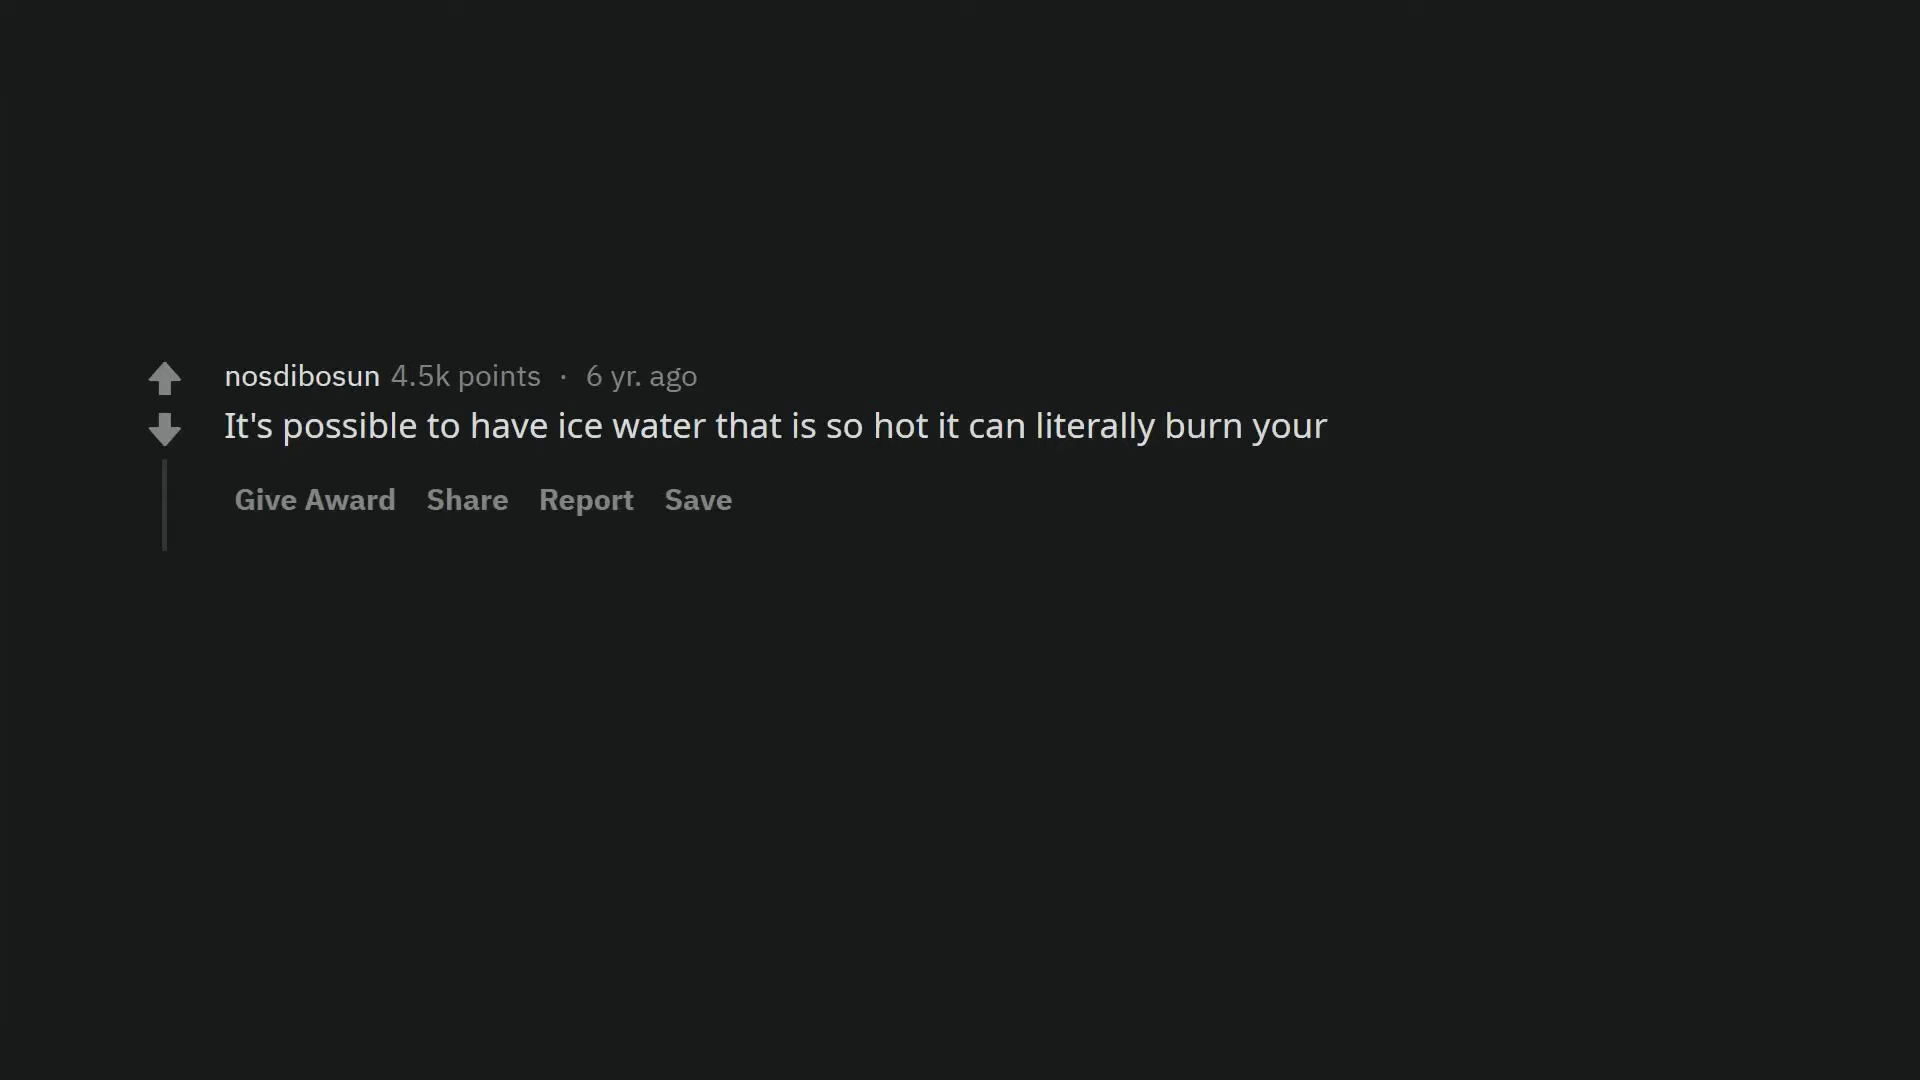 nosdibosun 4.5k points · 6 yr. ago
It's possible to have ice water that is so hot it can literally burn your
Give Award Share Report Save